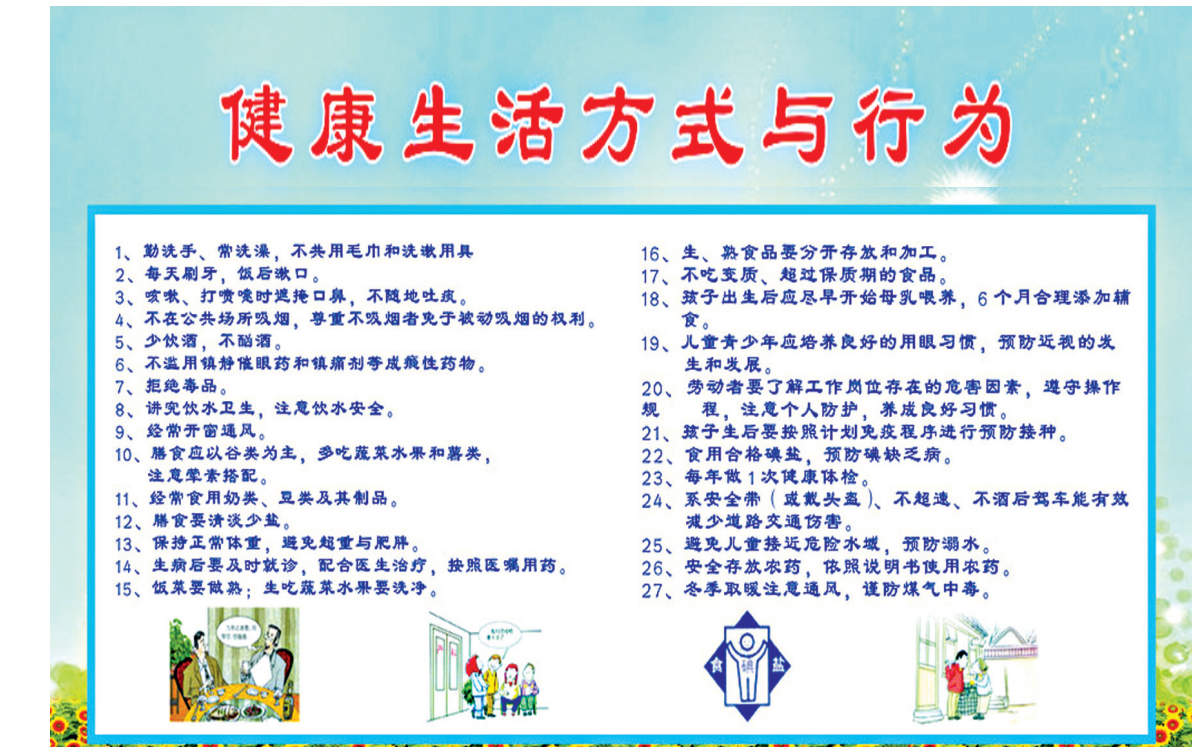 健康生活方式与行为
1、勤洗手、常洗澡，不共用毛巾和洗漱用具
2、每天刷牙，饭后漱口。
3、咳嗽、打喷嚏时遮掩口鼻，不随地吐痰。
4、不在公共场所吸烟，尊重不吸烟者免于被动吸烟的权利。
5、少饮酒，不酗酒。
6、不滥用镇静催眠药和镇痛剂等成瘾性药物。
7、拒绝毒品。
8、讲究饮水卫生，注意饮水安全。
9、经常开窗通风。
10、膳食应以谷类为主，多吃蔬菜水果和薯类，
注意荤素搭配。
11、经常食用奶类、豆类及其制品。
12、膳食要清淡少盐。
13、保持正常体重，避免超重与肥胖。
14、生病后要及时就诊，配合医生治疗，按照医嘱用药。
15、饭菜要做熟；生吃蔬菜水果要洗净。
16、生、熟食品要分开存放和加工。
17、不吃变质、超过保质期的食品。
18、孩子出生后应尽早开始母乳喂养，6个月合理添加辅
食。
19、儿童青少年应培养良好的用眼习惯，预防近视的发
生和发展。
20、劳动者要了解工作岗位存在的危害因素，遵守操作
规　　程，注意个人防护，养成良好习惯。
21、孩子生后要按照计划免疫程序进行预防接种。
22、食用合格碘盐，预防碘缺乏病。
23、每年做1次健康体检。
24、系安全带（或戴头盔）、不超速、不酒后驾车能有效
减少道路交通伤害。
25、避免儿童接近危险水域，预防溺水。
26、安全存放农药，依照说明书使用农药。
27、冬季取暖注意通风，谨防煤气中毒。
食 碘 盐